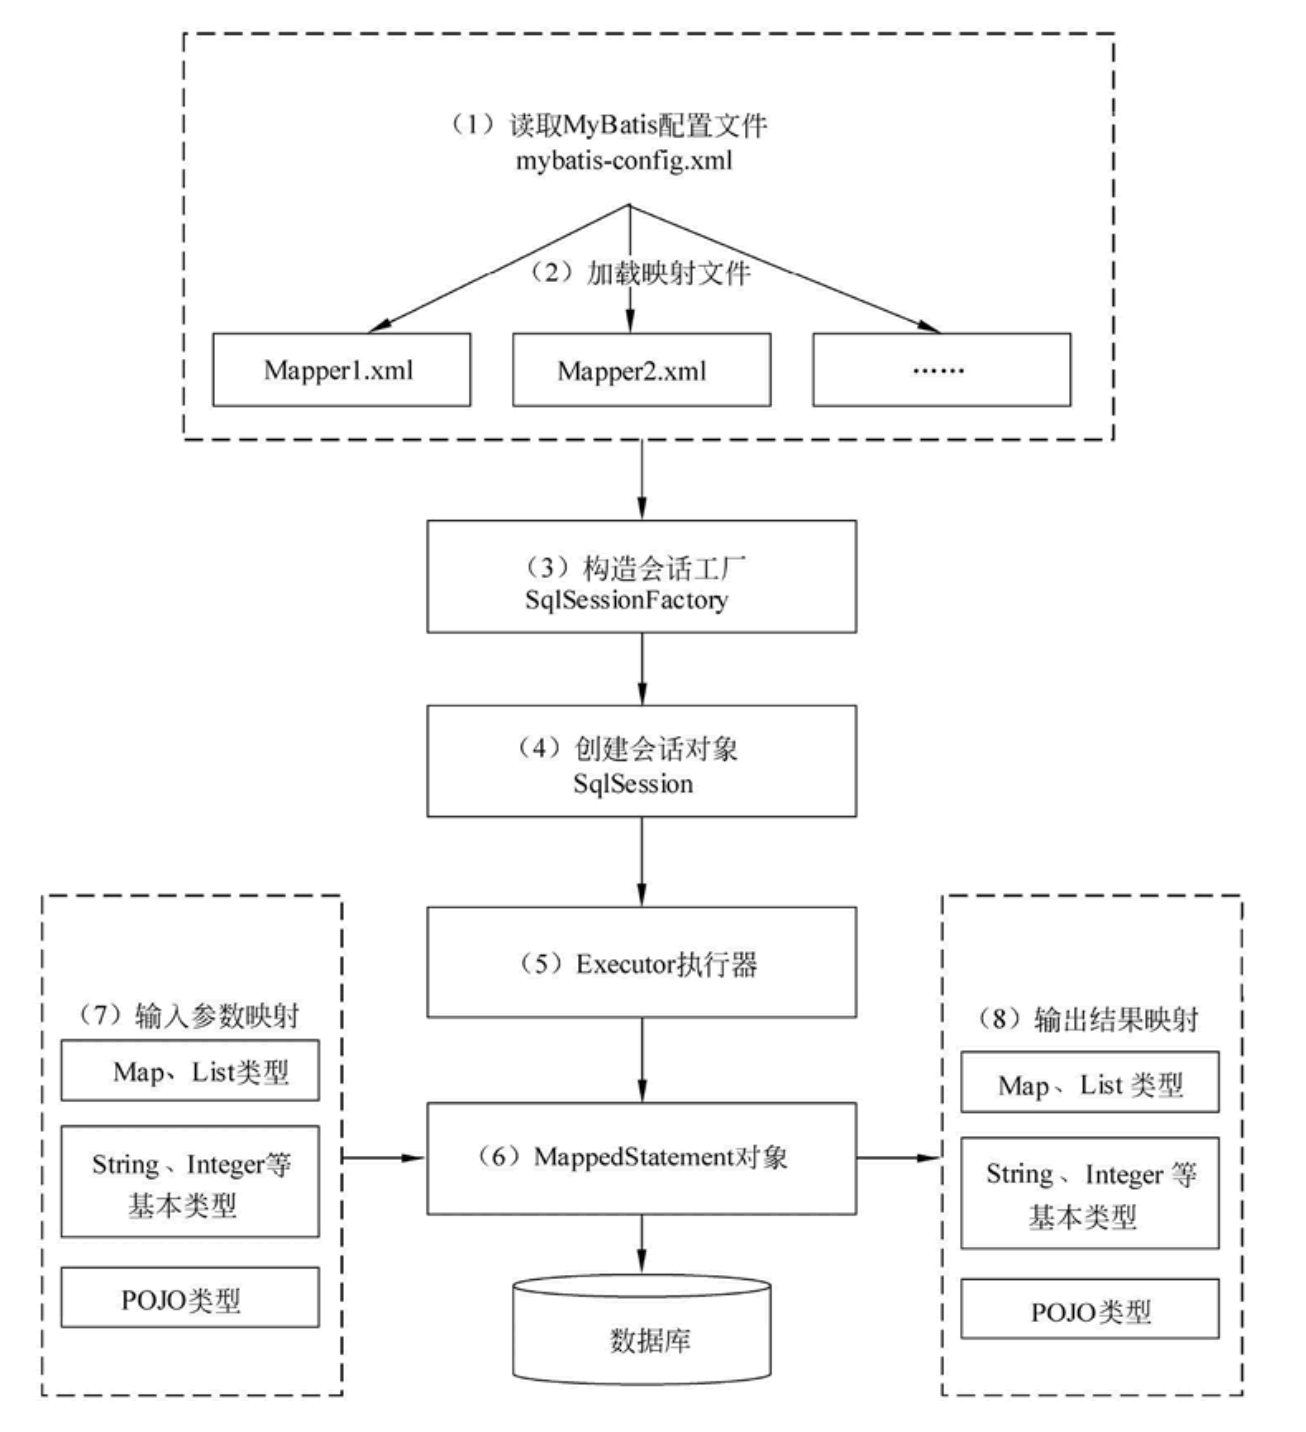 （1）读取MyBatis配置文件
mybatis-config.xml
（2）加载映射文件
Mapper1.xml
Mapper2.xml
……
（3）构造会话工厂
SqlSessionFactory
（4）创建会话对象
SqlSession
（5）Executor执行器
（7）输入参数映射
Map、List类型
String、Integer等
基本类型
POJO类型
（6）MappedStatement对象
（8）输出结果映射
Map、List 类型
String、Integer 等
基本类型
POJO类型
数据库